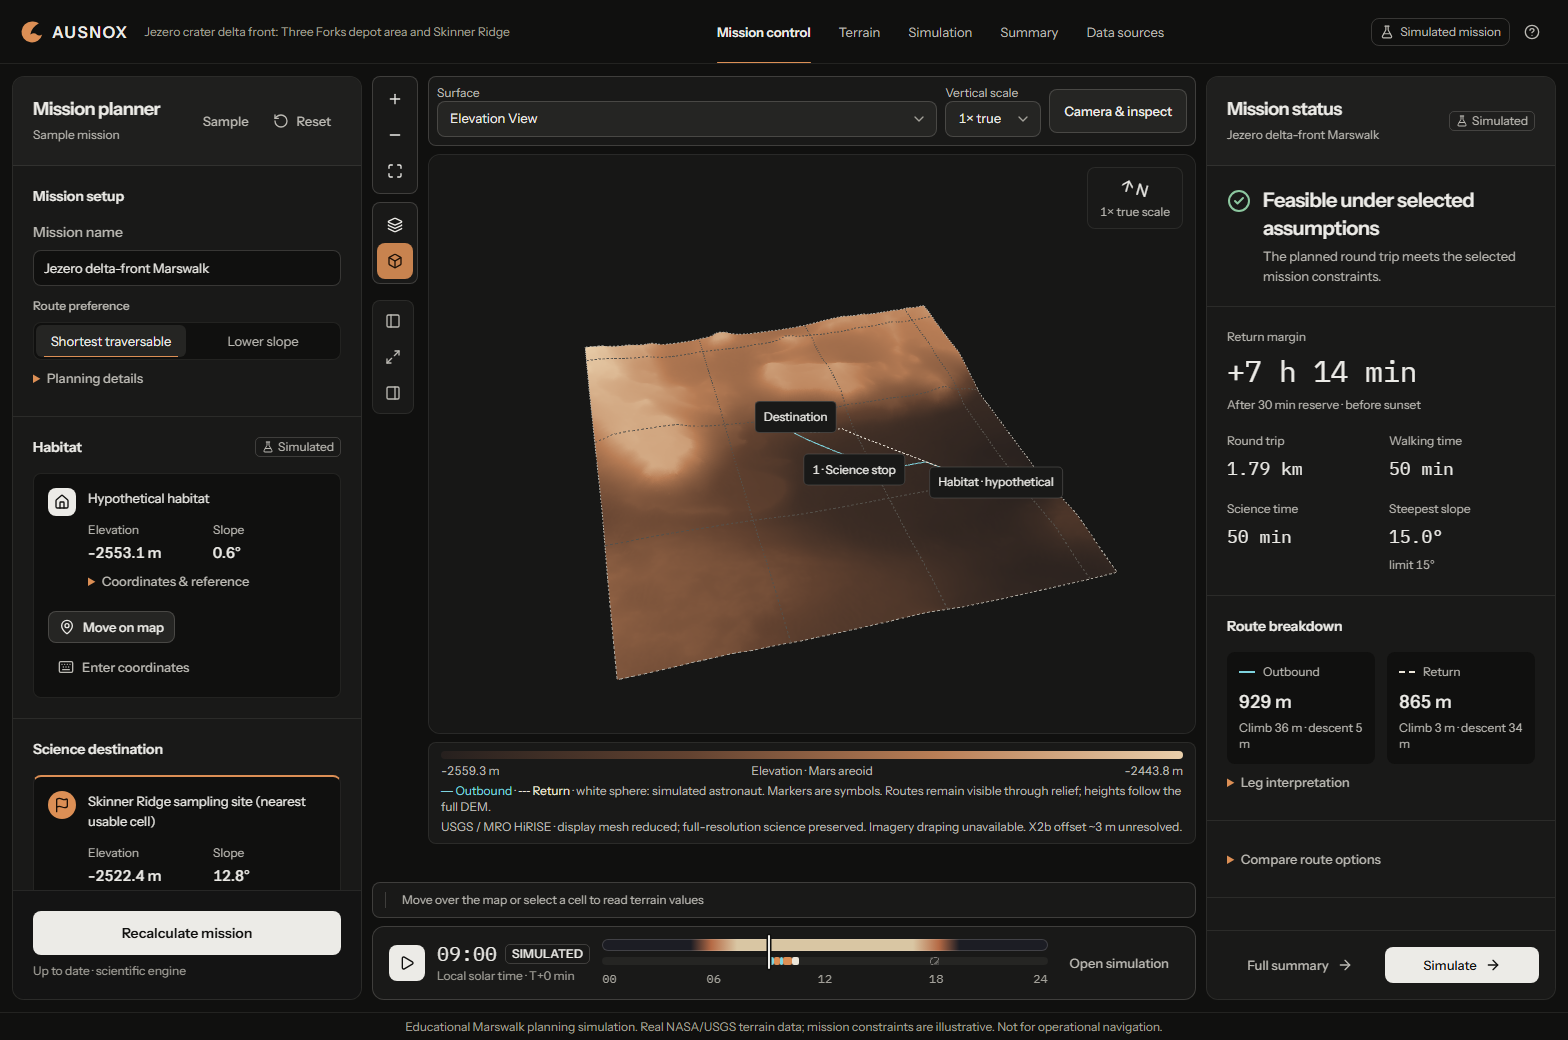 AUSNOX
Jezero crater delta front: Three Forks depot area and Skinner Ridge
Mission control
Terrain
Simulation
Summary
Data sources
Simulated mission
Mission planner
Sample mission
Sample
Reset
Mission setup
Mission name
Jezero delta-front Marswalk
Route preference
Shortest traversable
Lower slope
Planning details
Habitat
Simulated
Hypothetical habitat
Elevation
Slope
-2553.1 m
0.6°
Coordinates & reference
Move on map
Enter coordinates
Science destination
Skinner Ridge sampling site (nearest
usable cell)
Elevation
Slope
-2522.4 m
12.8°
Recalculate mission
Up to date · scientific engine
Surface
Elevation View
Vertical scale
1× true
Camera & inspect
N
1× true scale
Destination
1 · Science stop
Habitat · hypothetical
-2559.3 m
Elevation · Mars areoid
-2443.8 m
— Outbound · --- Return · white sphere: simulated astronaut. Markers are symbols. Routes remain visible through relief; heights follow the
full DEM.
USGS / MRO HiRISE · display mesh reduced; full-resolution science preserved. Imagery draping unavailable. X2b offset ~3 m unresolved.
Move over the map or select a cell to read terrain values
09:00
SIMULATED
Local solar time · T+0 min
00
06
12
18
24
Open simulation
Mission status
Jezero delta-front Marswalk
Simulated
Feasible under selected
assumptions
The planned round trip meets the selected
mission constraints.
Return margin
+7 h 14 min
After 30 min reserve · before sunset
Round trip
Walking time
1.79 km
50 min
Science time
Steepest slope
50 min
15.0°
limit 15°
Route breakdown
Outbound
929 m
Climb 36 m · descent 5
m
Return
865 m
Climb 3 m · descent 34
m
Leg interpretation
Compare route options
Full summary
Simulate
Educational Marswalk planning simulation. Real NASA/USGS terrain data; mission constraints are illustrative. Not for operational navigation.